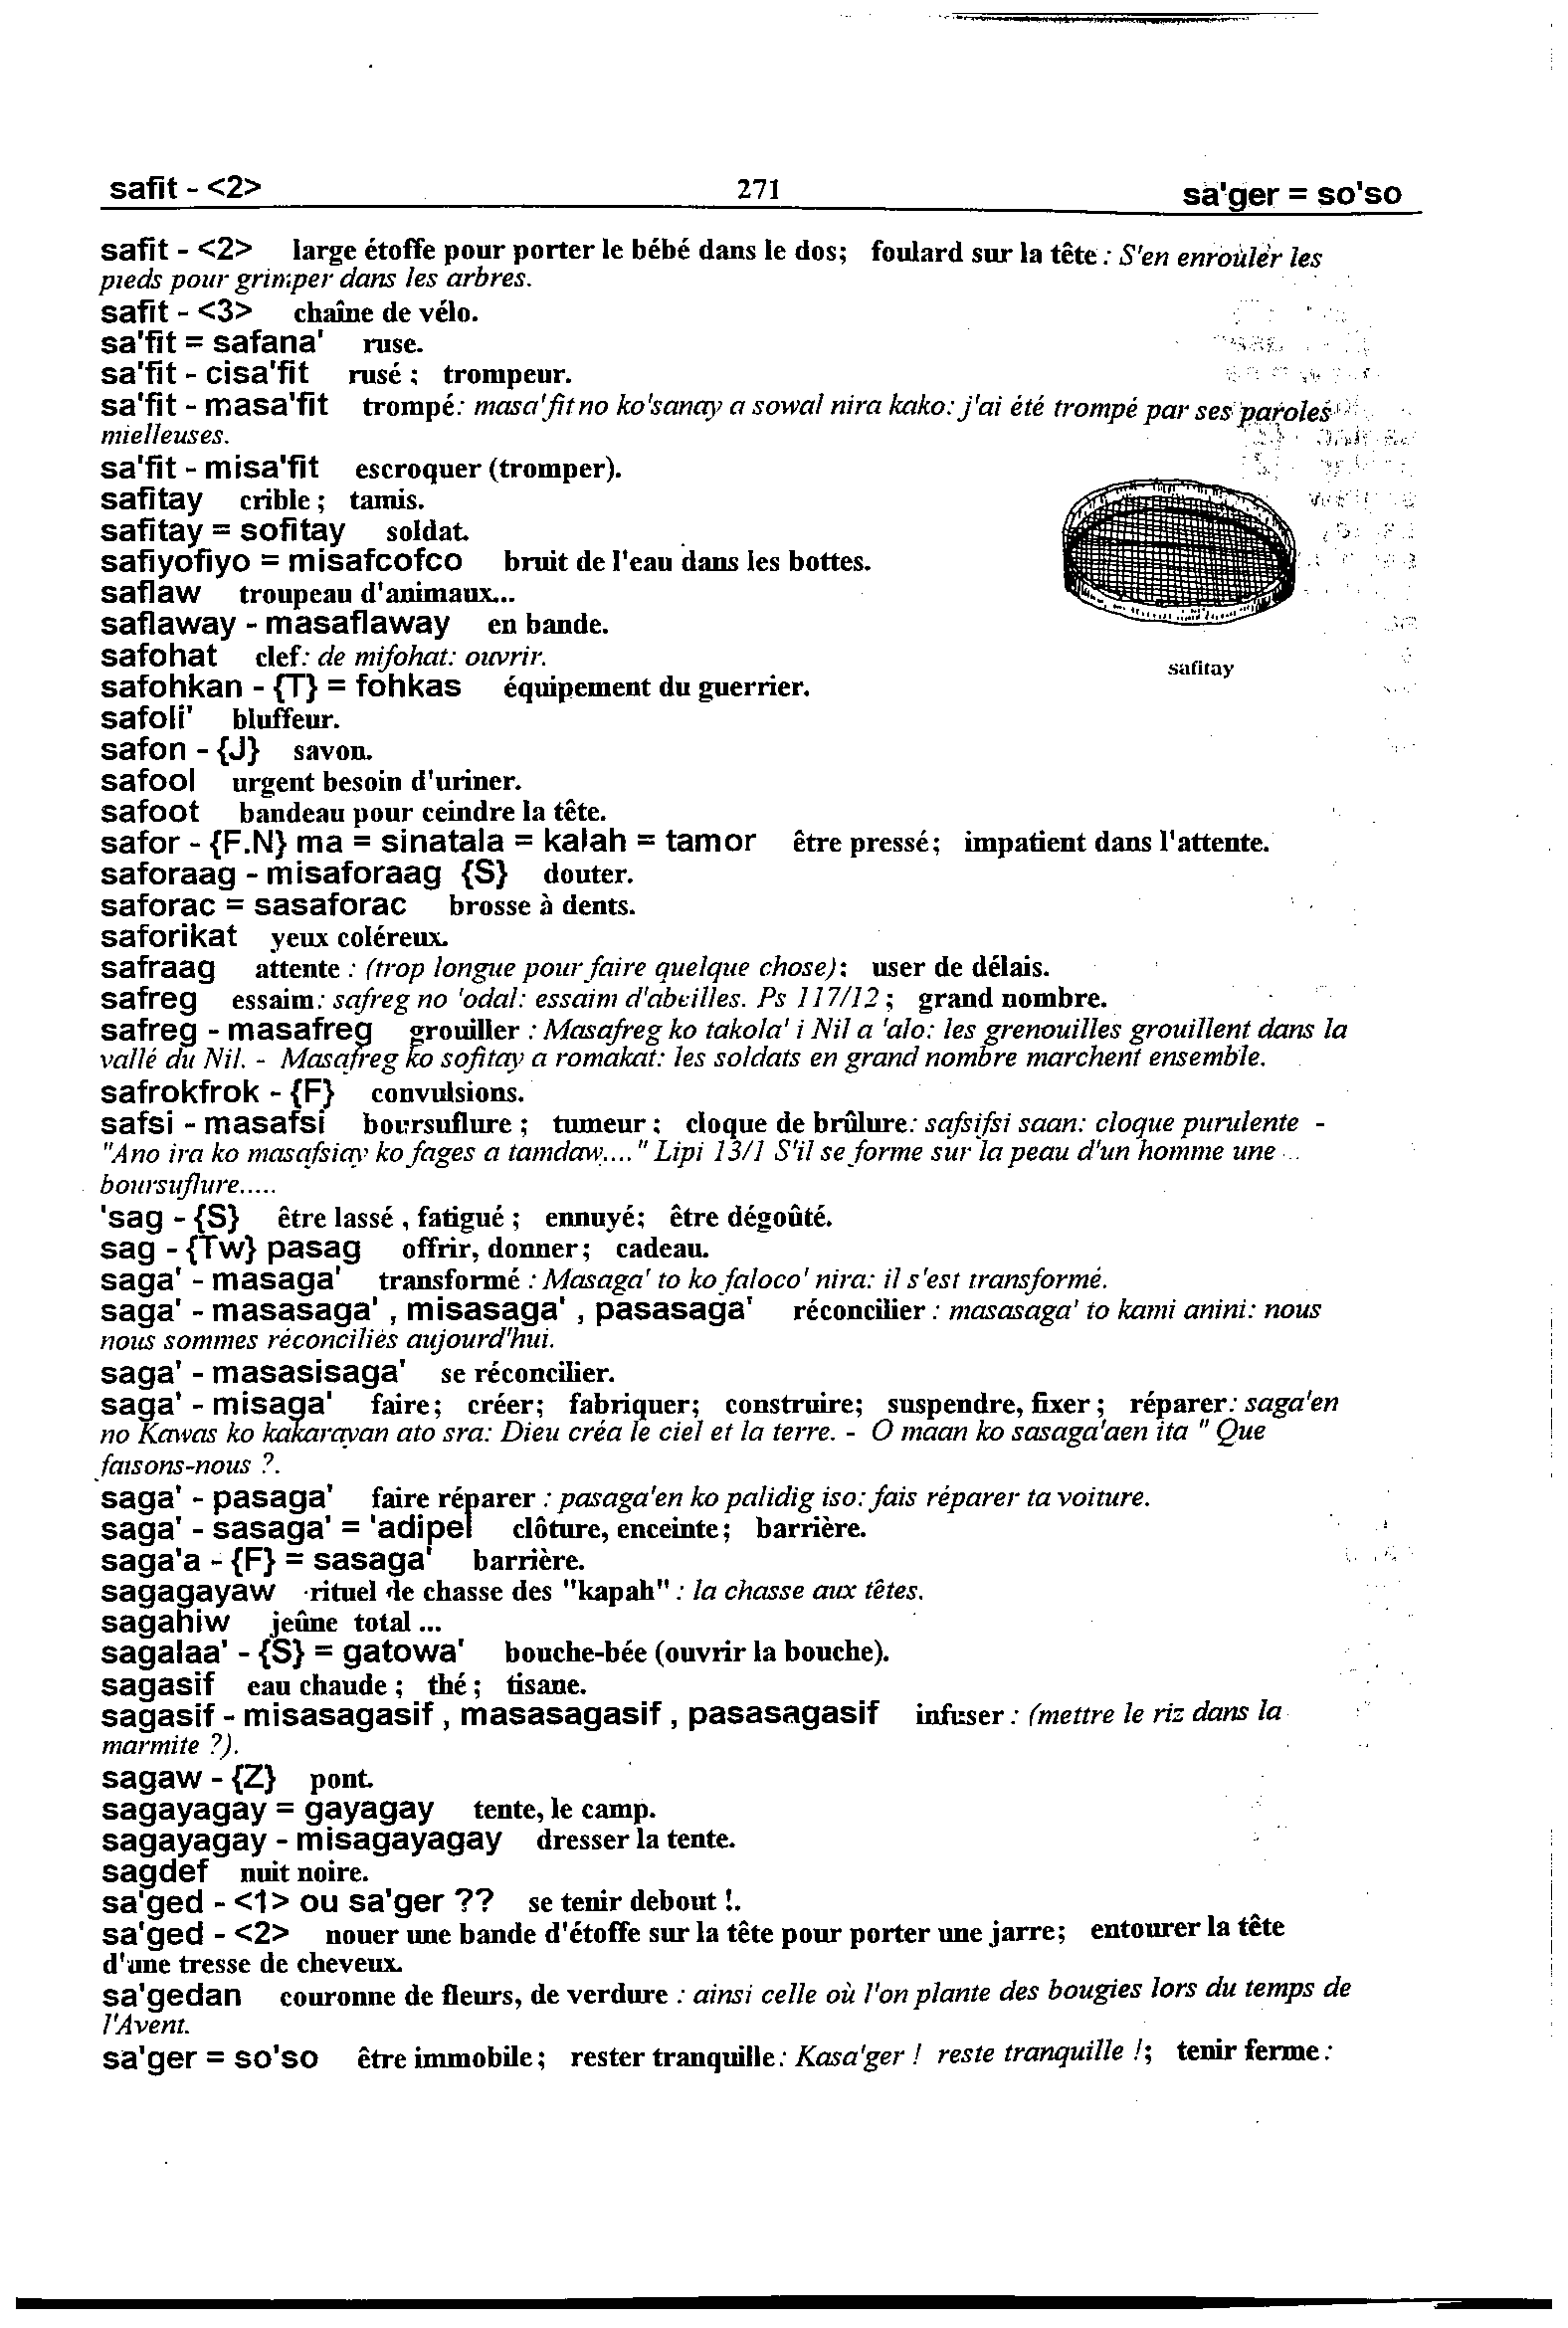 safit - <2> 271 sa'ger = so'so
safit - <2> large étoffe pour porter le bébé dans le dos; foulard sur la tête : S'en enrouler les
pieds pour grimper dans les arbres.
safit - <3> chaîne de vélo.
sa'fit = safana' ruse.
sa'fit - cisa'fit rusé ; trompeur.
sa'fit - masa'fit trompé: masa'fit no ko'sanay a sowal nira kako: j'ai été trompé par ses paroles
mielleuses.
sa'fit - misa'fit escroquer (tromper).
safitay crible ; tamis.
safitay = sofitay soldat.
safiyofiyo = misafcofco bruit de l'eau dans les bottes.
saflaw troupeau d'animaux...
saflaway - masaflaway en bande.
safohat clef: de mifohat: ouvrir.
safitay
safohkan - {T} = fohkas équipement du guerrier.
safoli' bluffeur.
safon - {J} savon.
safool urgent besoin d'uriner.
safoot bandeau pour ceindre la tête.
safor - {F.N} ma = sinatala = kalah = tamor être pressé; impatient dans l'attente.
saforaag - misaforaag {S} douter.
saforac = sasaforac brosse à dents.
saforikat yeux coléreux.
safraag attente : (trop longue pour faire quelque chose); user de délais.
safreg essaim: safreg no 'odal: essaim d'abeilles. Ps 117/12 ; grand nombre.
safreg - masafreg grouiller : Masafreg ko takola' i Nil a 'alo: les grenouilles grouillent dans la
vallé du Nil. - Masafreg ko sofitay a romakat: les soldats en grand nombre marchent ensemble.
safrokfrok - {F} convulsions.
safsi - masafsi boursuflure ; tumeur ; cloque de brûlure: safsifsi saan: cloque purulente -
"Ano ira ko masafsiay ko fages a tamdaw...." Lipi 13/1 S'il se forme sur la peau d'un homme une
boursuflure.....
'sag - {S} être lassé , fatigué ; ennuyé; être dégoûté.
sag - {Tw} pasag offrir, donner ; cadeau.
saga' - masaga' transformé : Masaga' to ko faloco' nira: il s'est transformé.
saga' - masasaga' , misasaga' , pasasaga' réconcilier : masasaga' to kami anini: nous
nous sommes réconciliés aujourd'hui.
saga' - masasisaga' se réconcilier.
saga' - misaga' faire; créer; fabriquer; construire; suspendre, fixer ; réparer: saga'en
no Kawas ko kakarayan ato sra: Dieu créa le ciel et la terre. - O maan ko sasaga'aen ita " Que
faisons-nous ?.
saga' - pasaga' faire réparer : pasaga'en ko palidig iso: fais réparer ta voiture.
saga' - sasaga' = 'adipel clôture, enceinte ; barrière.
saga'a - {F} = sasaga' barrière.
sagagayaw rituel de chasse des "kapah" : la chasse aux têtes.
sagahiw jeûne total ...
sagalaa' - {S} = gatowa' bouche-bée (ouvrir la bouche).
sagasif eau chaude ; thé ; tisane.
sagasif - misasagasif , masasagasif , pasasagasif infuser : (mettre le riz dans la
marmite ?).
sagaw - {Z} pont.
sagayagay = gayagay tente, le camp.
sagayagay - misagayagay dresser la tente.
sagdef nuit noire.
sa'ged - <1> ou sa'ger ?? se tenir debout !.
sa'ged - <2> nouer une bande d'étoffe sur la tête pour porter une jarre; entourer la tête
d'une tresse de cheveux.
sa'gedan couronne de fleurs, de verdure : ainsi celle où l'on plante des bougies lors du temps de
l'Avent.
sa'ger = so'so être immobile ; rester tranquille: Kasa'ger ! reste tranquille !; tenir ferme :